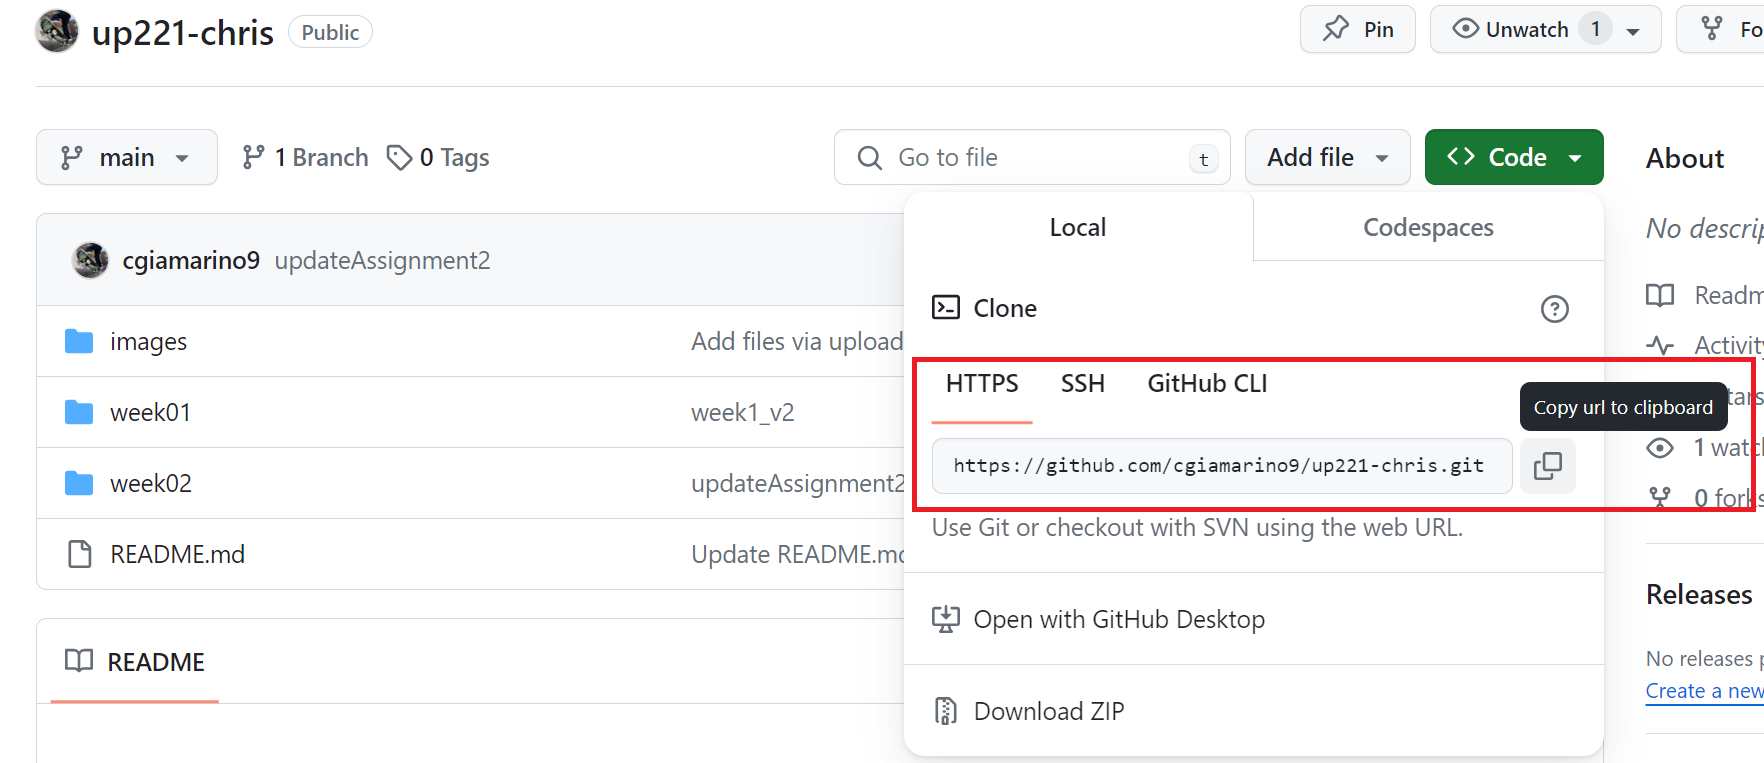 up221-chris Public
Pin
Unwatch 1
Fo
main
1 Branch
0 Tags
Go to file t
Add file
Code
About
Local
Codespaces
No descrip
cgiamarino9 updateAssignment2
Clone
Readm
images Add files via upload
Activity
HTTPS SSH GitHub CLI
Copy url to clipboard
tars
week01 week1_v2
1 watc
https://github.com/cgiamarino9/up221-chris.git
week02 updateAssignment2
0 forks
Use Git or checkout with SVN using the web URL.
README.md Update README.md
Releases
Open with GitHub Desktop
README
No releases p
Create a new
Download ZIP